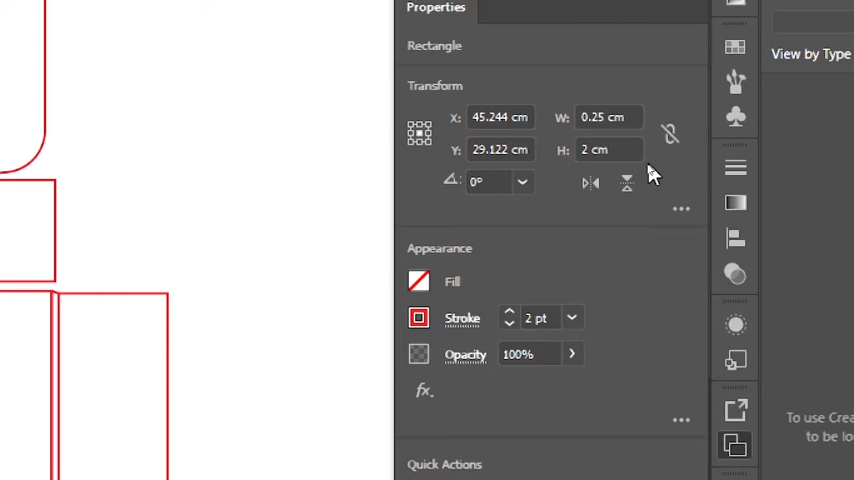 Properties
View by Type
Rectangle
Transform
X: 45.244 cm W: 0.25 cm
Y: 29.122 cm H: 2 cm
0°
Appearance
Fill
Stroke 2 pt
Opacity 100%
fx.
To use Crea
to be lo
Quick Actions